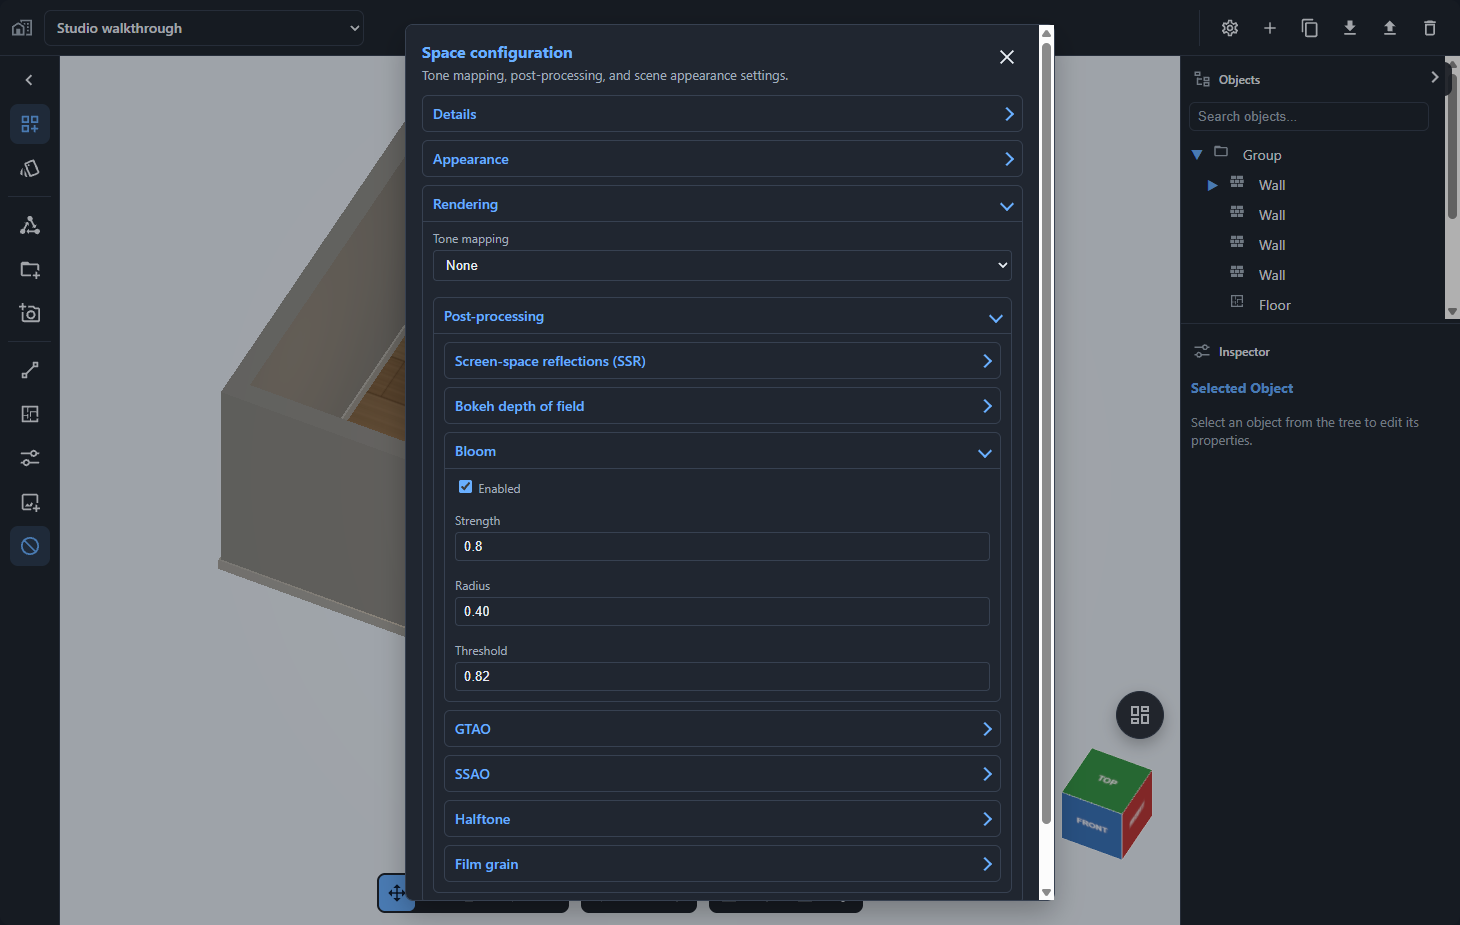 Studio walkthrough
Space configuration
Tone mapping, post-processing, and scene appearance settings.
Details
Appearance
Rendering
Tone mapping
None
Post-processing
Screen-space reflections (SSR)
Bokeh depth of field
Bloom
Enabled
Strength
0.8
Radius
0.40
Threshold
0.82
GTAO
SSAO
Halftone
Film grain
Objects
Search objects...
Group
Wall
Wall
Wall
Wall
Floor
Inspector
Selected Object
Select an object from the tree to edit its
properties.
TOP
FRONT